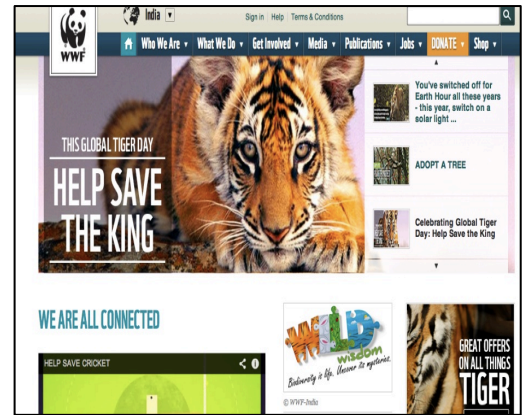 WWF
India
Sign in | Help | Terms & Conditions
Who We Are
What We Do
Get Involved
Media
Publications
Jobs
DONATE
Shop
THIS GLOBAL TIGER DAY
HELP SAVE
THE KING
You've switched off for
Earth Hour all these years
- this year, switch on a
solar light ...
ADOPT A TREE
Celebrating Global Tiger
Day: Help Save the King
WE ARE ALL CONNECTED
HELP SAVE CRICKET
WILD
wisdom
Biodiversity is life. Uncover its mysteries.
© WWF-India
GREAT OFFERS
ON ALL THINGS
TIGER